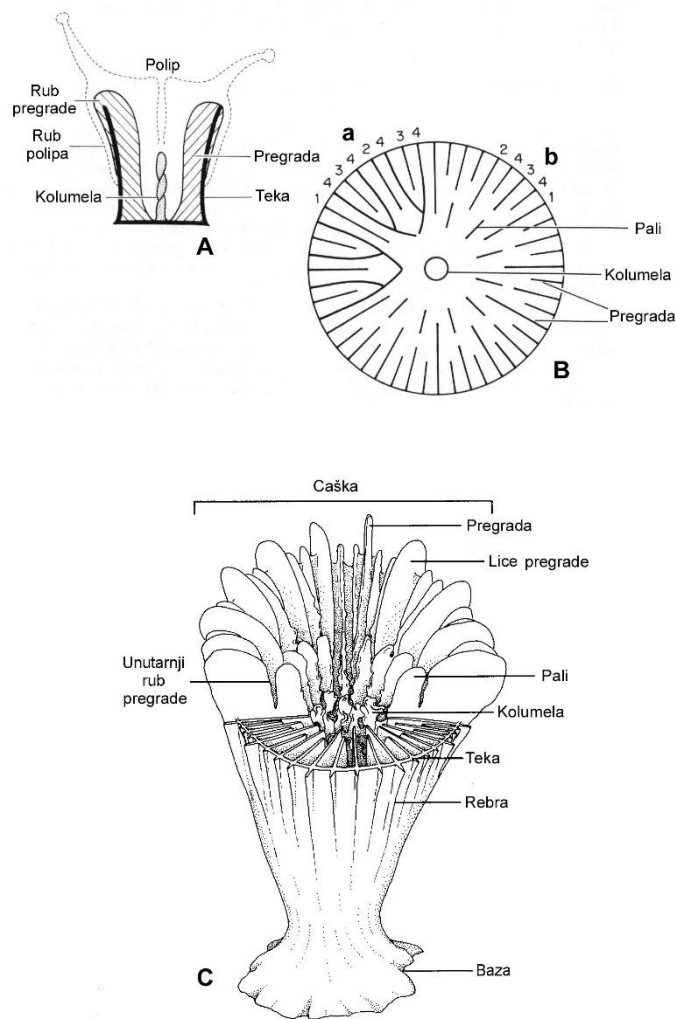 Polip
Rub
pregrade
Rub
polipa
Pregrada
Kolumela
Teka
A
a
1 4 3 4 2 4 3 4
2 4 3 4 1
b
Pali
Kolumela
Pregrada
B
Caška
Pregrada
Lice pregrade
Unutarnji
rub
pregrade
Pali
Kolumela
Teka
Rebra
C
Baza